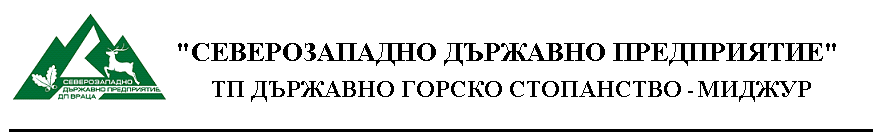 СЕВЕРОЗАПАДНО
ДЪРЖАВНО ПРЕДПРИЯТИЕ
ДП ВРАЦА
"СЕВЕРОЗАПАДНО ДЪРЖАВНО ПРЕДПРИЯТИЕ"
ТП ДЪРЖАВНО ГОРСКО СТОПАНСТВО - МИДЖУР